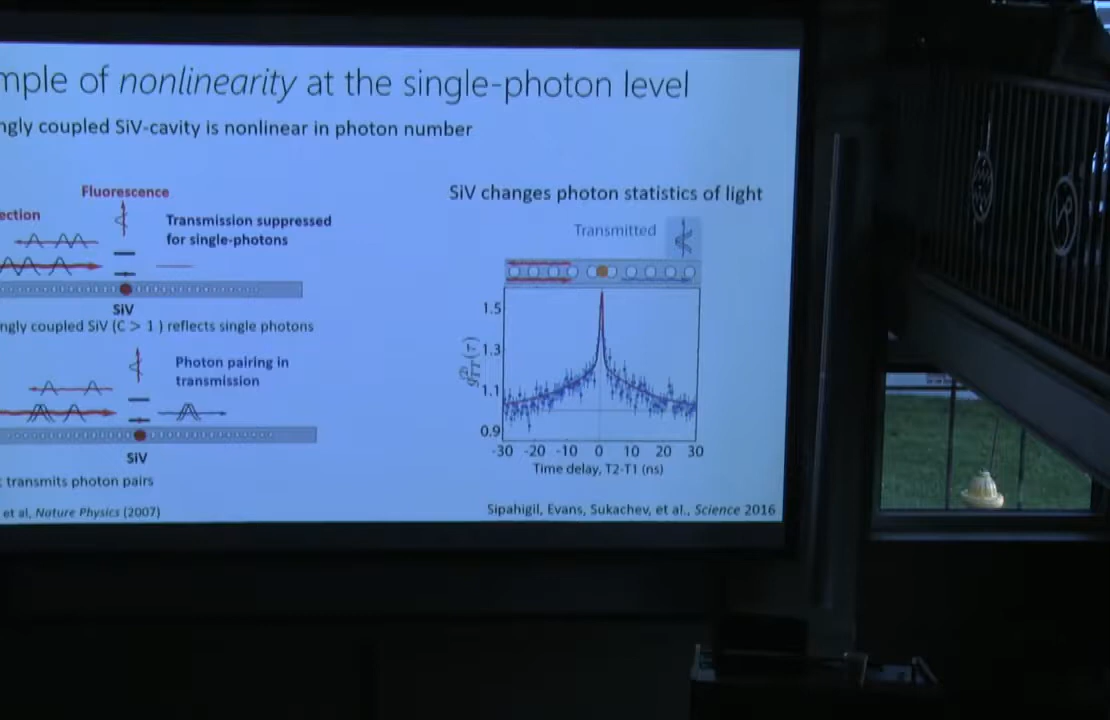 mple of nonlinearity at the single-photon level
ngly coupled SiV-cavity is nonlinear in photon number
Fluorescence
ection
Transmission suppressed
for single-photons
SiV
ngly coupled SiV (C > 1 ) reflects single photons
Photon pairing in
transmission
SiV
transmits photon pairs
et al, Nature Physics (2007)
SiV changes photon statistics of light
Transmitted
1.5
1.3
1.1
0.9
-30 -20 -10 0 10 20 30
Time delay, T2-T1 (ns)
Sipahigil, Evans, Sukachev, et al., Science 2016